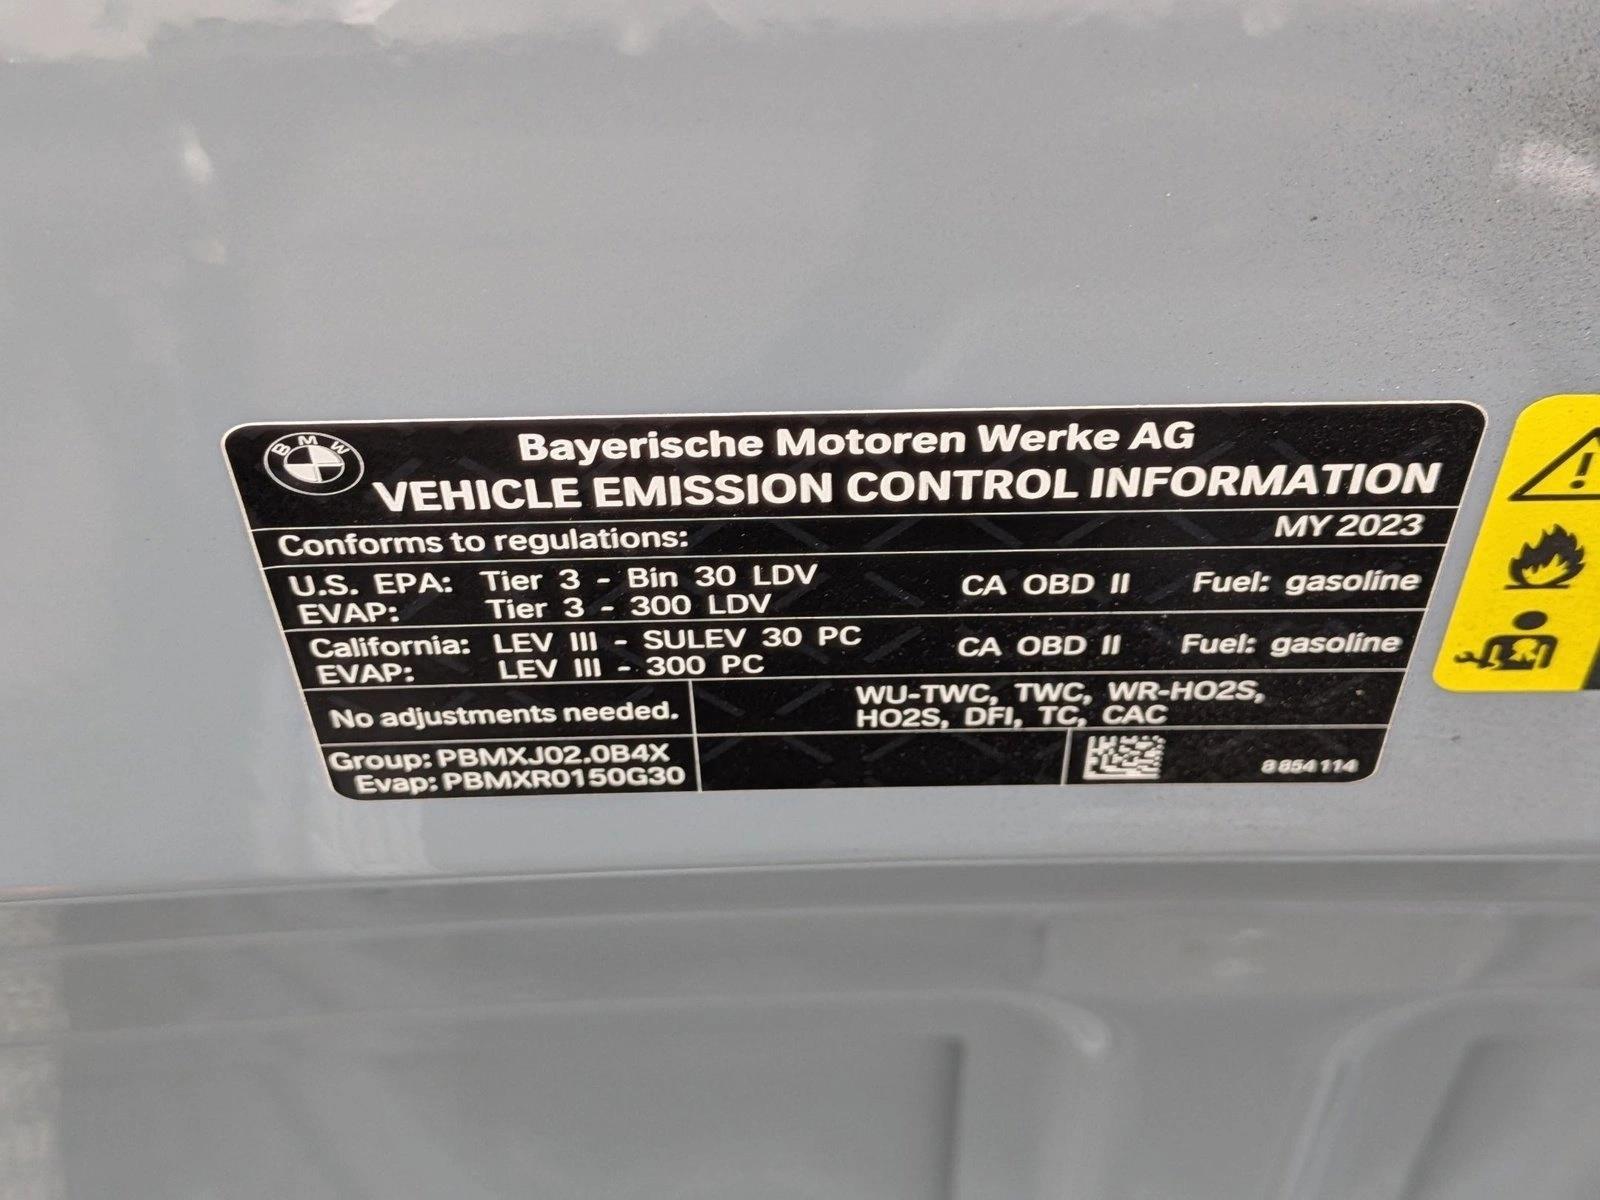 BMW
Bayerische Motoren Werke AG
VEHICLE EMISSION CONTROL INFORMATION
Conforms to regulations: MY 2023
U.S. EPA: Tier 3 - Bin 30 LDV CA OBD II Fuel: gasoline
EVAP: Tier 3 - 300 LDV
California: LEV III - SULEV 30 PC CA OBD II Fuel: gasoline
EVAP: LEV III - 300 PC
No adjustments needed.
WU-TWC, TWC, WR-HO2S,
HO2S, DFI, TC, CAC
Group: PBMXJ02.0B4X
Evap: PBMXR0150G30
8 854 114